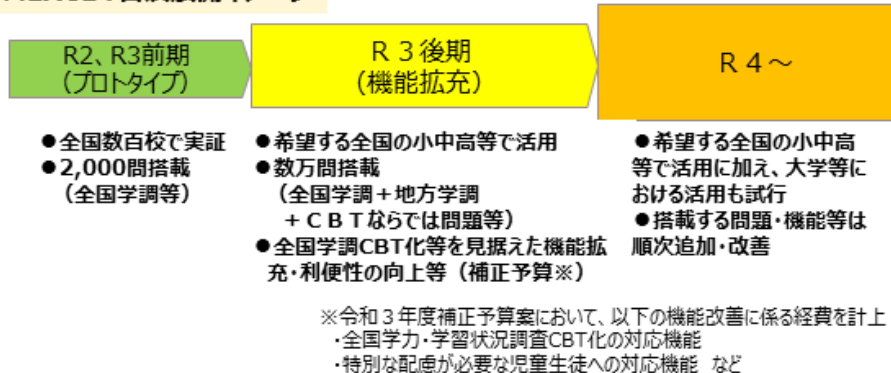 R2、R3前期
（プロトタイプ）
R３後期
（機能拡充）
R４～
●全国数百校で実証
●2,000問搭載
（全国学調等）
●希望する全国の小中高等で活用
●数万問搭載
（全国学調＋地方学調
＋ＣＢＴならでは問題等）
●全国学調CBT化等を見据えた機能拡
充・利便性の向上等（補正予算※）
●希望する全国の小中高
等で活用に加え、大学等に
おける活用も試行
●搭載する問題・機能等は
順次追加・改善
※令和３年度補正予算案において、以下の機能改善に係る経費を計上
・全国学力・学習状況調査CBT化の対応機能
・特別な配慮が必要な児童生徒への対応機能 など